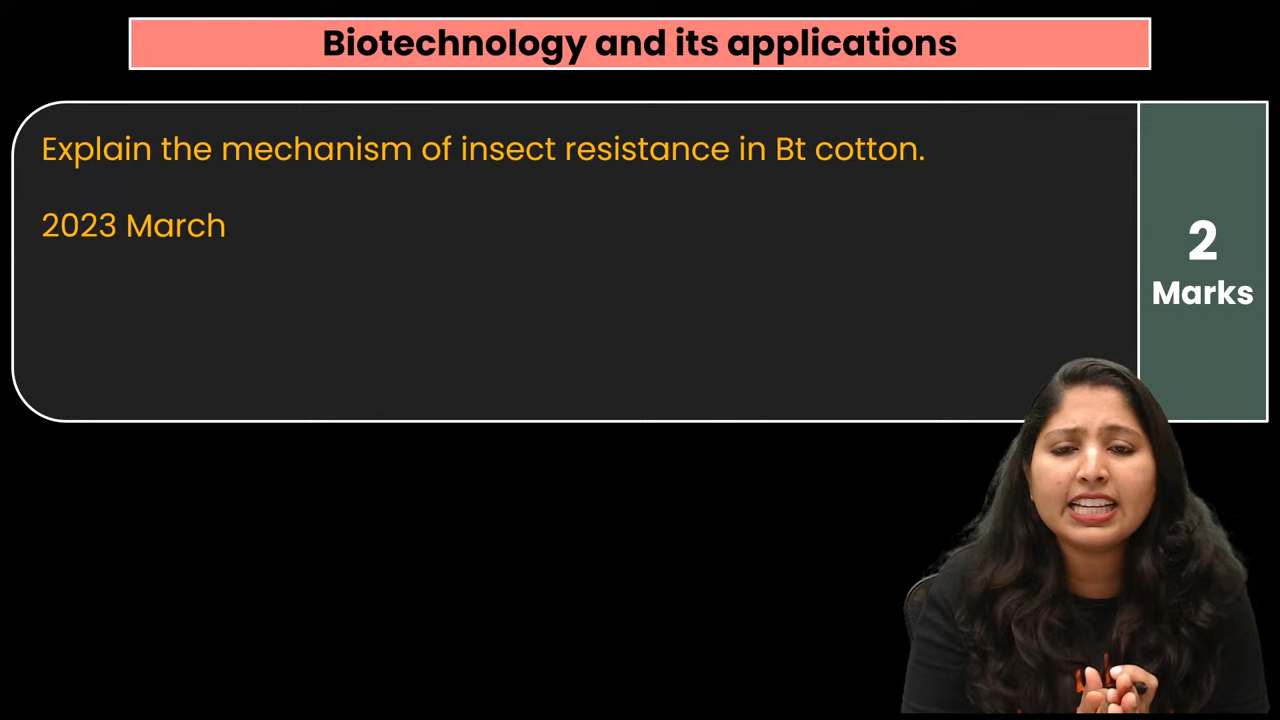 Biotechnology and its applications
Explain the mechanism of insect resistance in Bt cotton.
2023 March
2
Marks